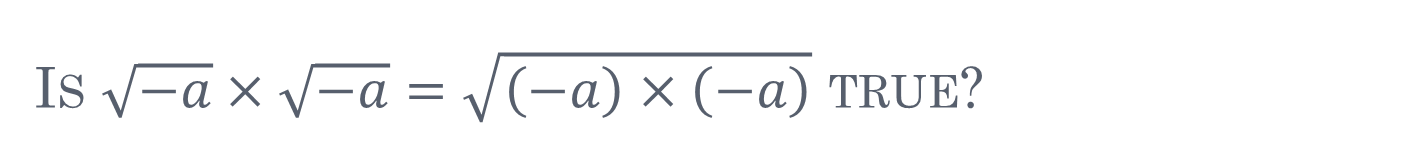 Is √−a × √−a = √(−a) × (−a) TRUE?